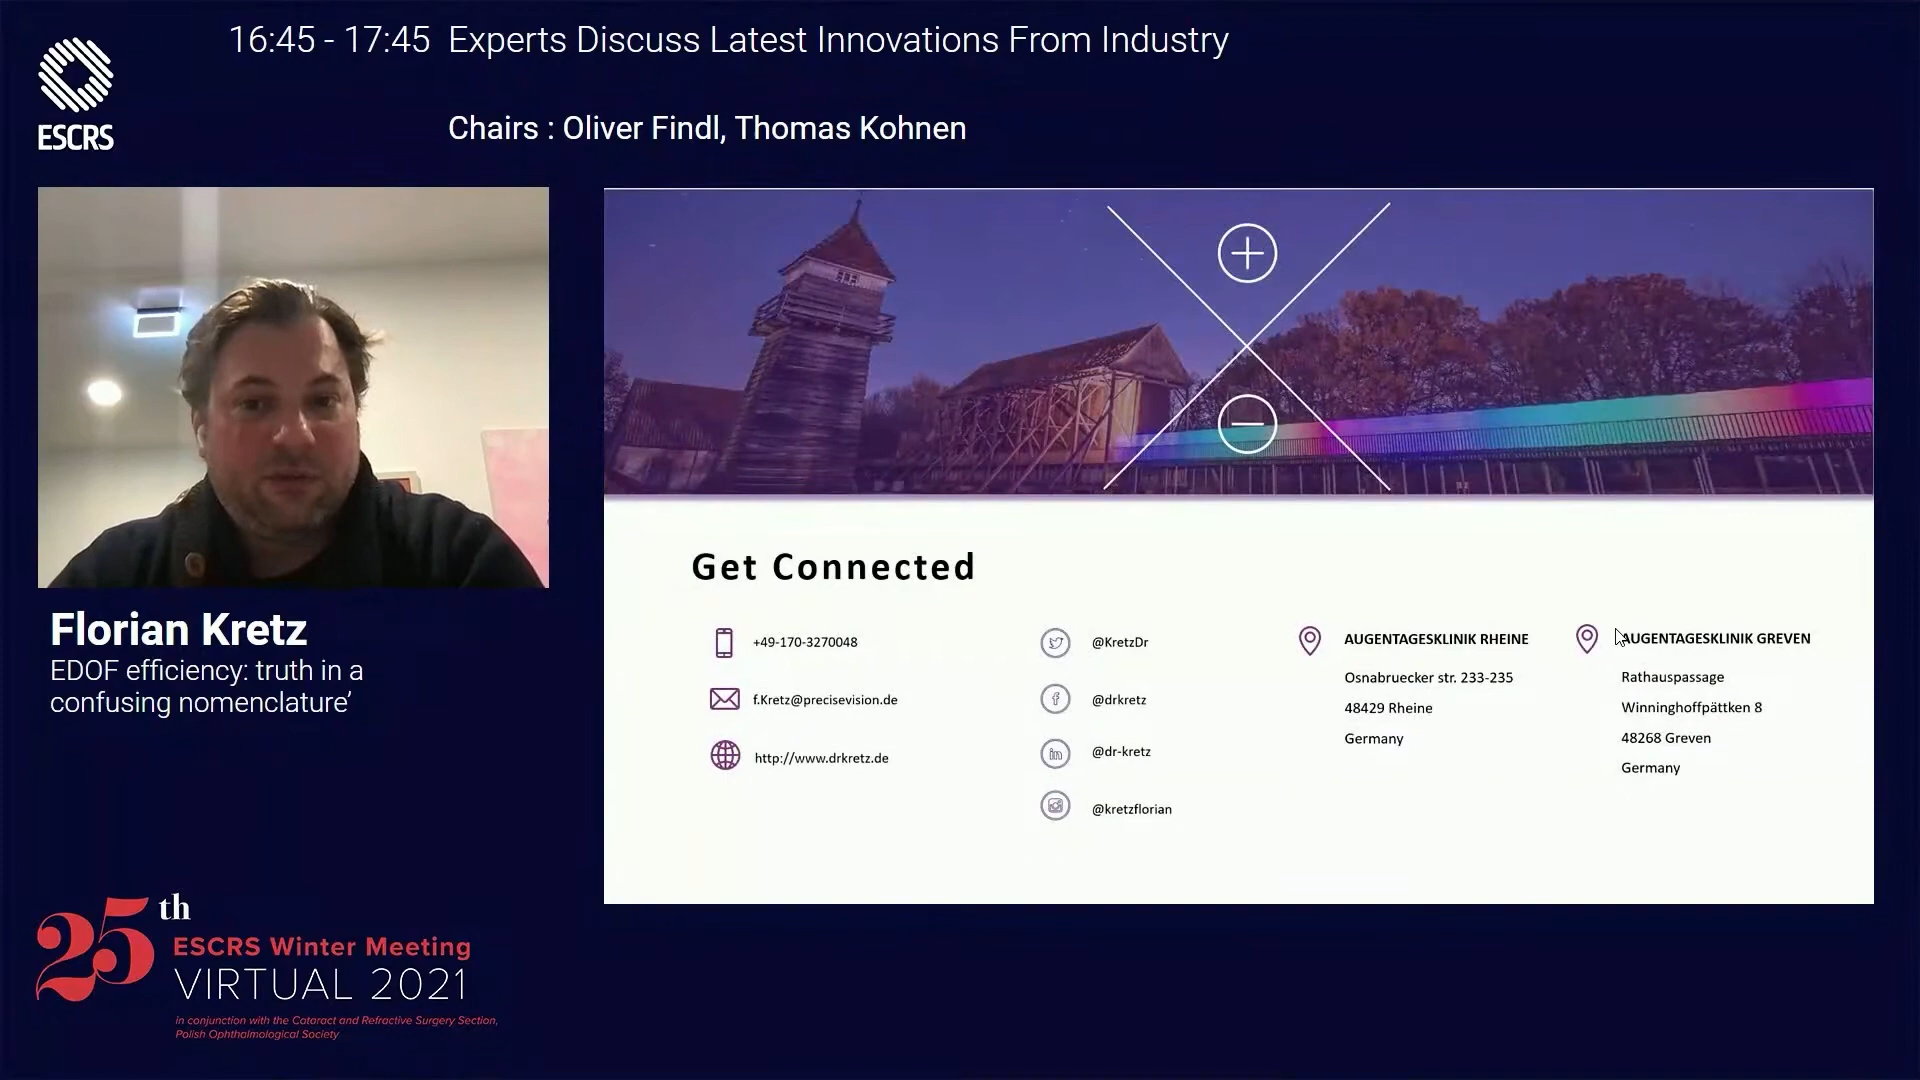 16:45 - 17:45 Experts Discuss Latest Innovations From Industry
Chairs : Oliver Findl, Thomas Kohnen
ESCRS
Florian Kretz
EDOF efficiency: truth in a
confusing nomenclature’
25th
ESCRS Winter Meeting
VIRTUAL 2021
in conjunction with the Cataract and Refractive Surgery Section,
Polish Ophthalmological Society
Get Connected
+49-170-3270048
f.Kretz@precisevision.de
http://www.drkretz.de
@KretzDr
@drkretz
@dr-kretz
@kretzflorian
AUGENTAGESKLINIK RHEINE
Osnabruecker str. 233-235
48429 Rheine
Germany
AUGENTAGESKLINIK GREVEN
Rathauspassage
Winninghoffpättken 8
48268 Greven
Germany